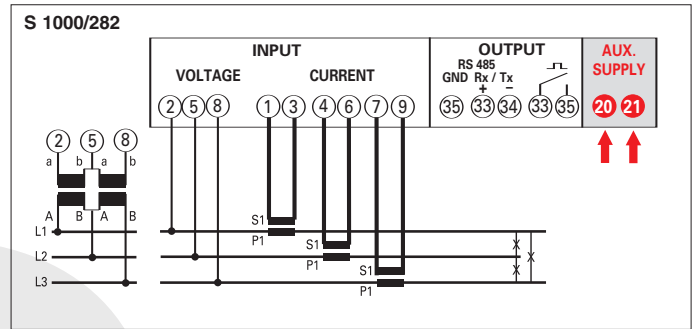 S 1000/282
INPUT
OUTPUT
AUX.
SUPPLY
VOLTAGE
CURRENT
RS 485
GND Rx / Tx
+ −
2 5 8
1 3 4 6 7 9
35 33 34 33 35
20 21
2 5 8
a b a b
A B A B
L1
L2
L3
S1
P1
S1
P1
S1
P1